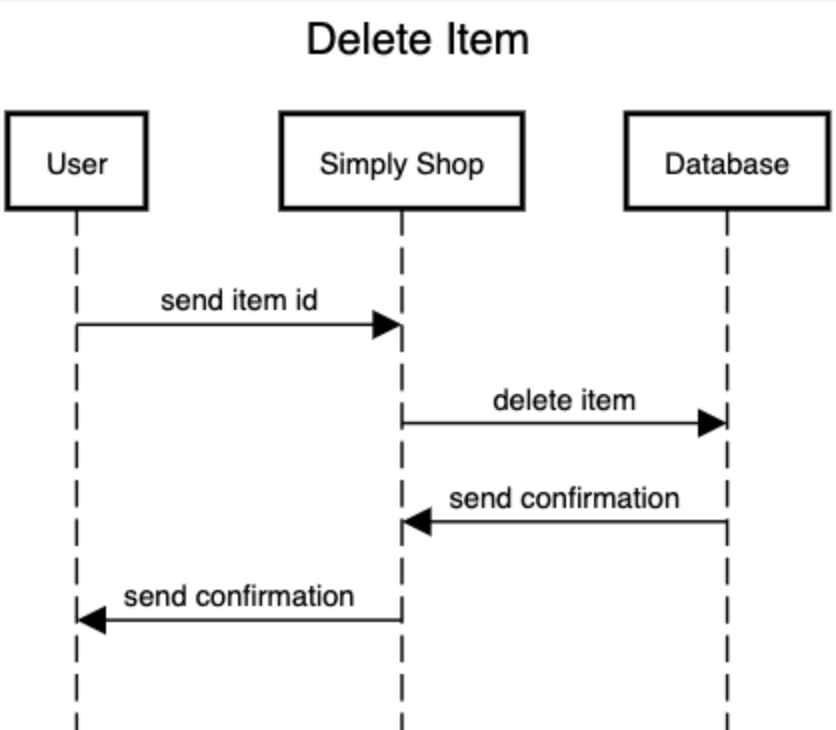 Delete Item
User
Simply Shop
Database
send item id
delete item
send confirmation
send confirmation